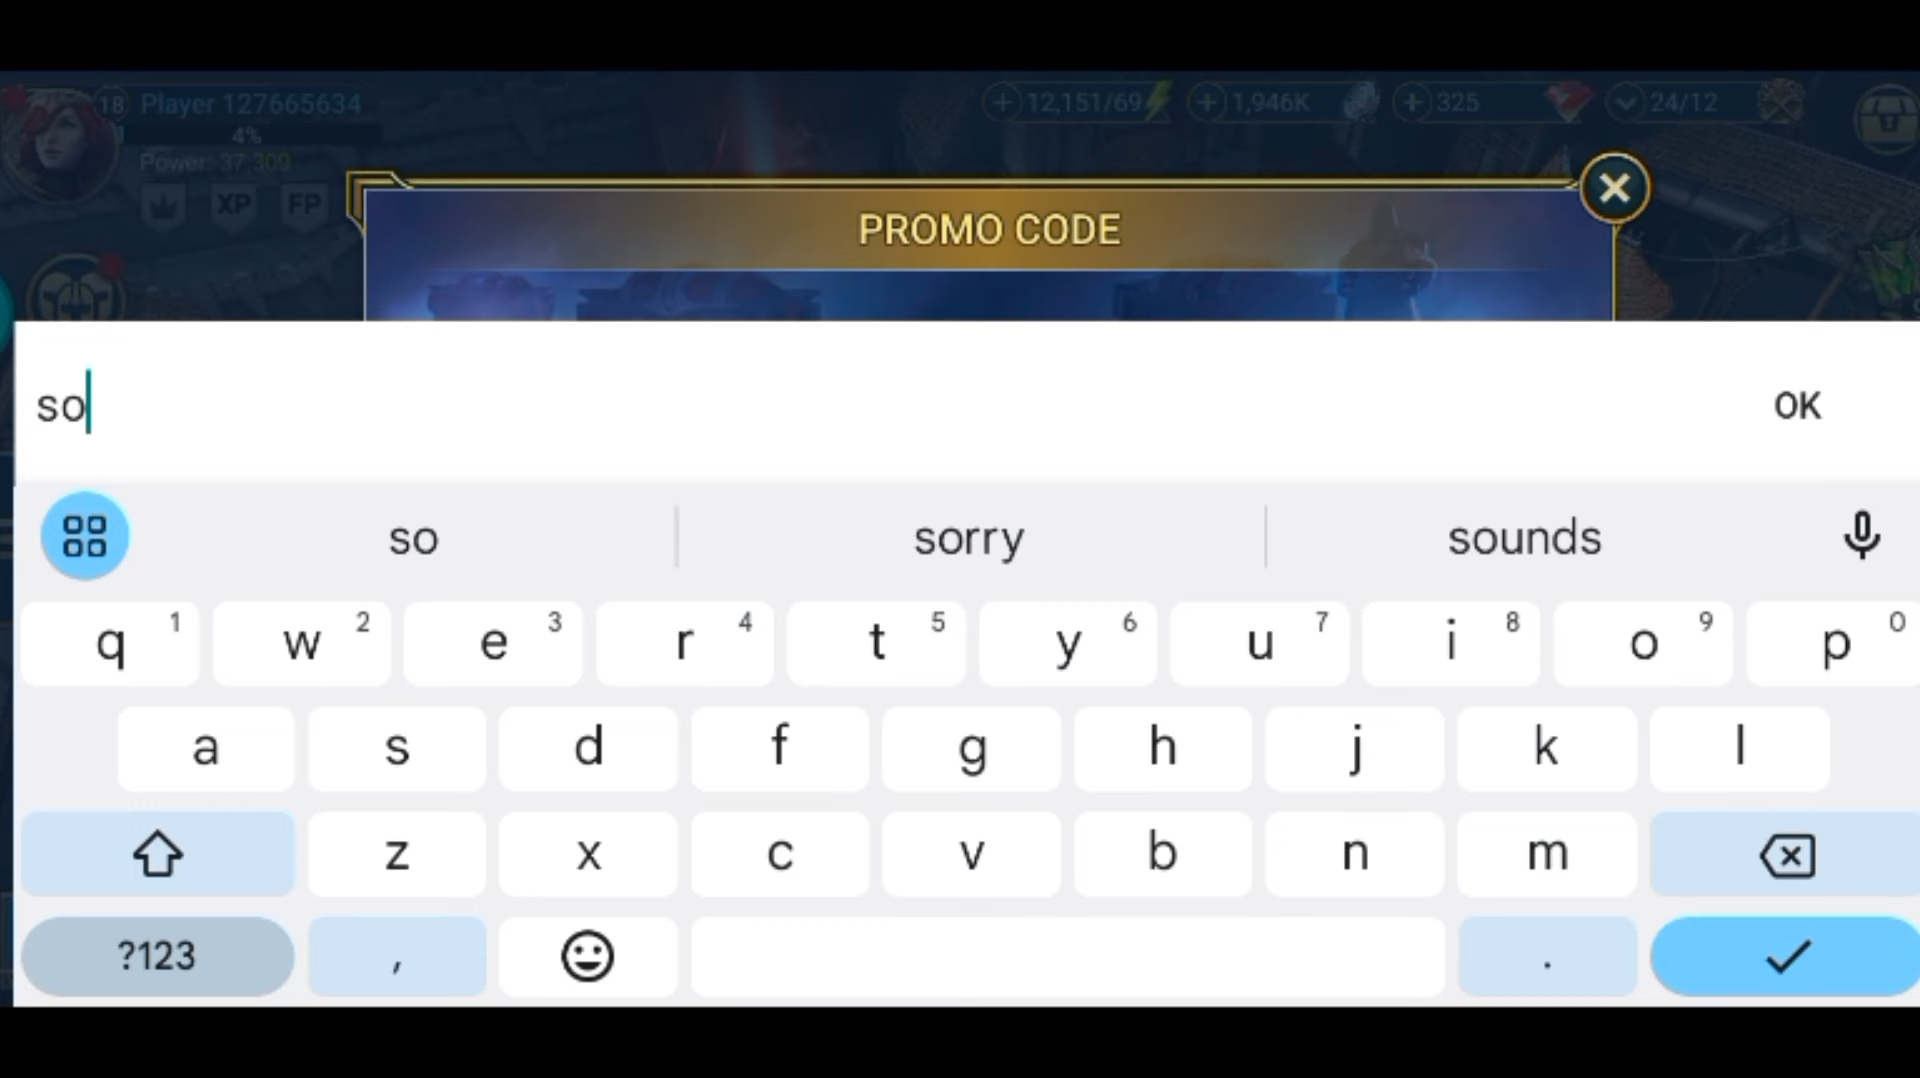 18 Player 127665634
4%
Power: 37,309
XP FP
12,151/69 1,946K 325 24/12
PROMO CODE
so
OK
so sorry sounds
q 1 w 2 e 3 r 4 t 5 y 6 u 7 i 8 o 9 p 0
a s d f g h j k l
z x c v b n m
?123 , .